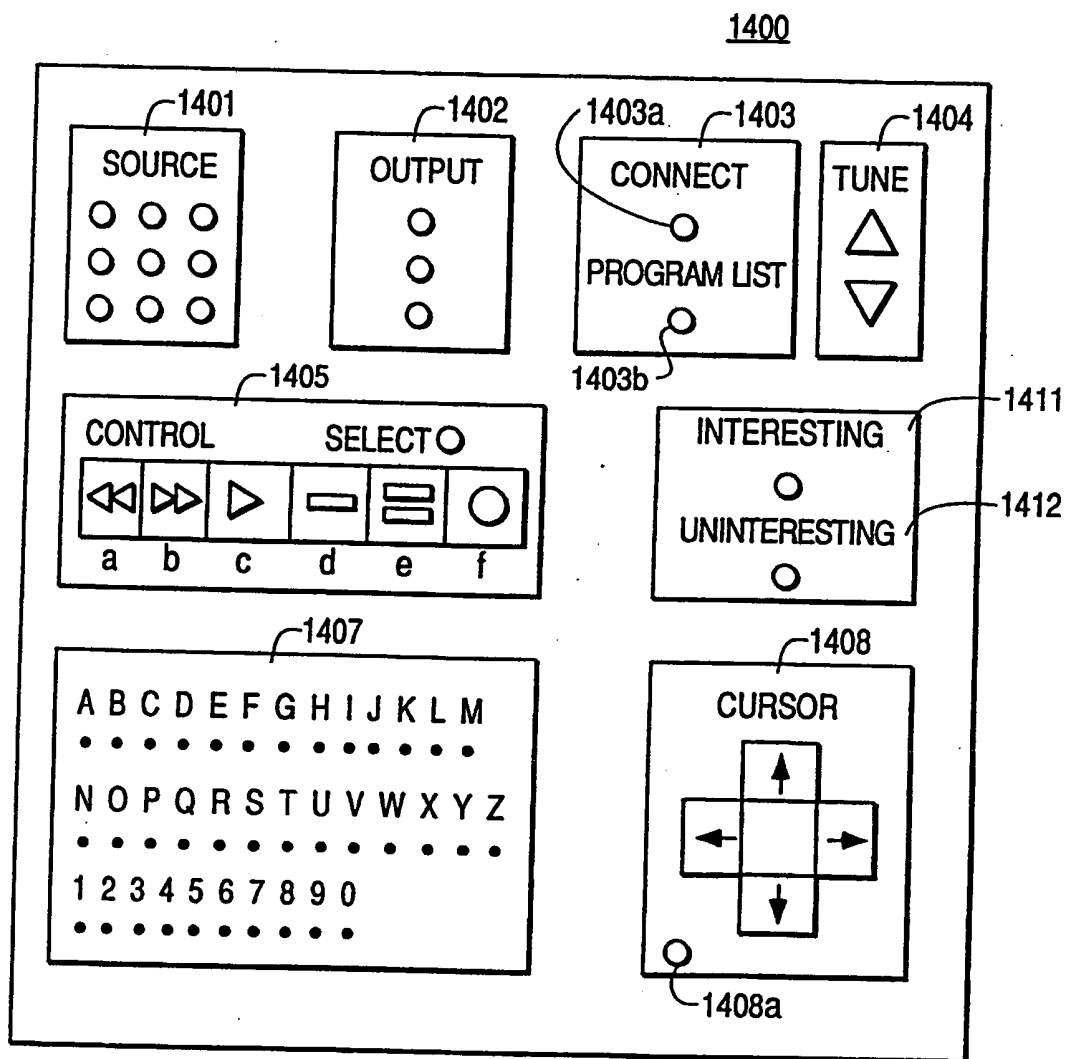 1400
1401
1402
1403a
1403
1404
SOURCE
OUTPUT
CONNECT
PROGRAM LIST
TUNE
1403b
1405
CONTROL SELECT
a b c d e f
1411
INTERESTING
UNINTERESTING
1412
1407
A B C D E F G H I J K L M
N O P Q R S T U V W X Y Z
1 2 3 4 5 6 7 8 9 0
1408
CURSOR
1408a